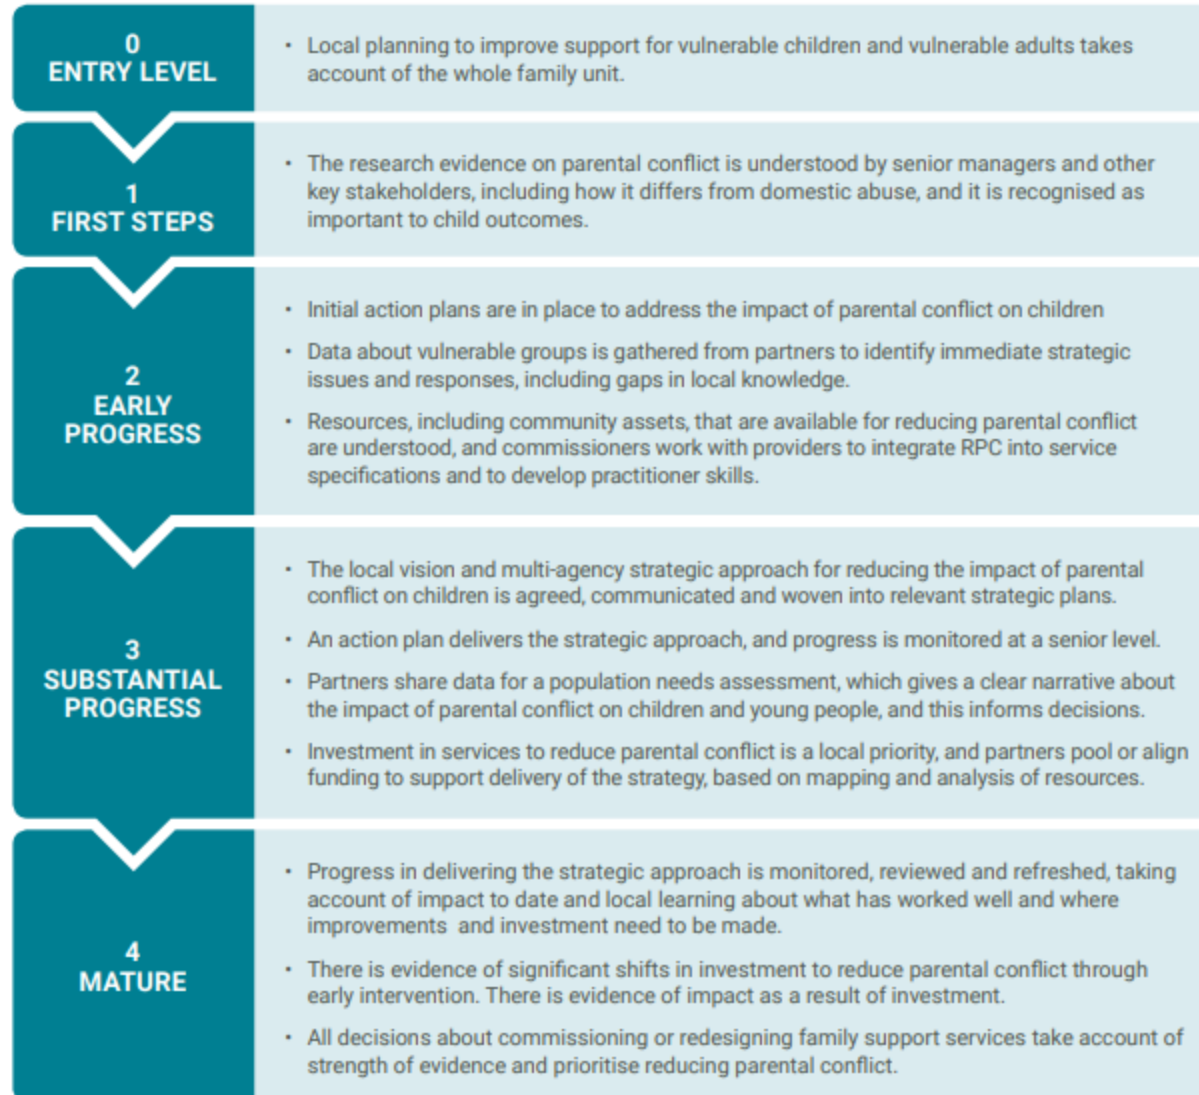 0
ENTRY LEVEL
• Local planning to improve support for vulnerable children and vulnerable adults takes
account of the whole family unit.
1
FIRST STEPS
• The research evidence on parental conflict is understood by senior managers and other
key stakeholders, including how it differs from domestic abuse, and it is recognised as
important to child outcomes.
2
EARLY
PROGRESS
• Initial action plans are in place to address the impact of parental conflict on children
• Data about vulnerable groups is gathered from partners to identify immediate strategic
issues and responses, including gaps in local knowledge.
• Resources, including community assets, that are available for reducing parental conflict
are understood, and commissioners work with providers to integrate RPC into service
specifications and to develop practitioner skills.
3
SUBSTANTIAL
PROGRESS
• The local vision and multi-agency strategic approach for reducing the impact of parental
conflict on children is agreed, communicated and woven into relevant strategic plans.
• An action plan delivers the strategic approach, and progress is monitored at a senior level.
• Partners share data for a population needs assessment, which gives a clear narrative about
the impact of parental conflict on children and young people, and this informs decisions.
• Investment in services to reduce parental conflict is a local priority, and partners pool or align
funding to support delivery of the strategy, based on mapping and analysis of resources.
4
MATURE
• Progress in delivering the strategic approach is monitored, reviewed and refreshed, taking
account of impact to date and local learning about what has worked well and where
improvements  and investment need to be made.
• There is evidence of significant shifts in investment to reduce parental conflict through
early intervention. There is evidence of impact as a result of investment.
• All decisions about commissioning or redesigning family support services take account of
strength of evidence and prioritise reducing parental conflict.